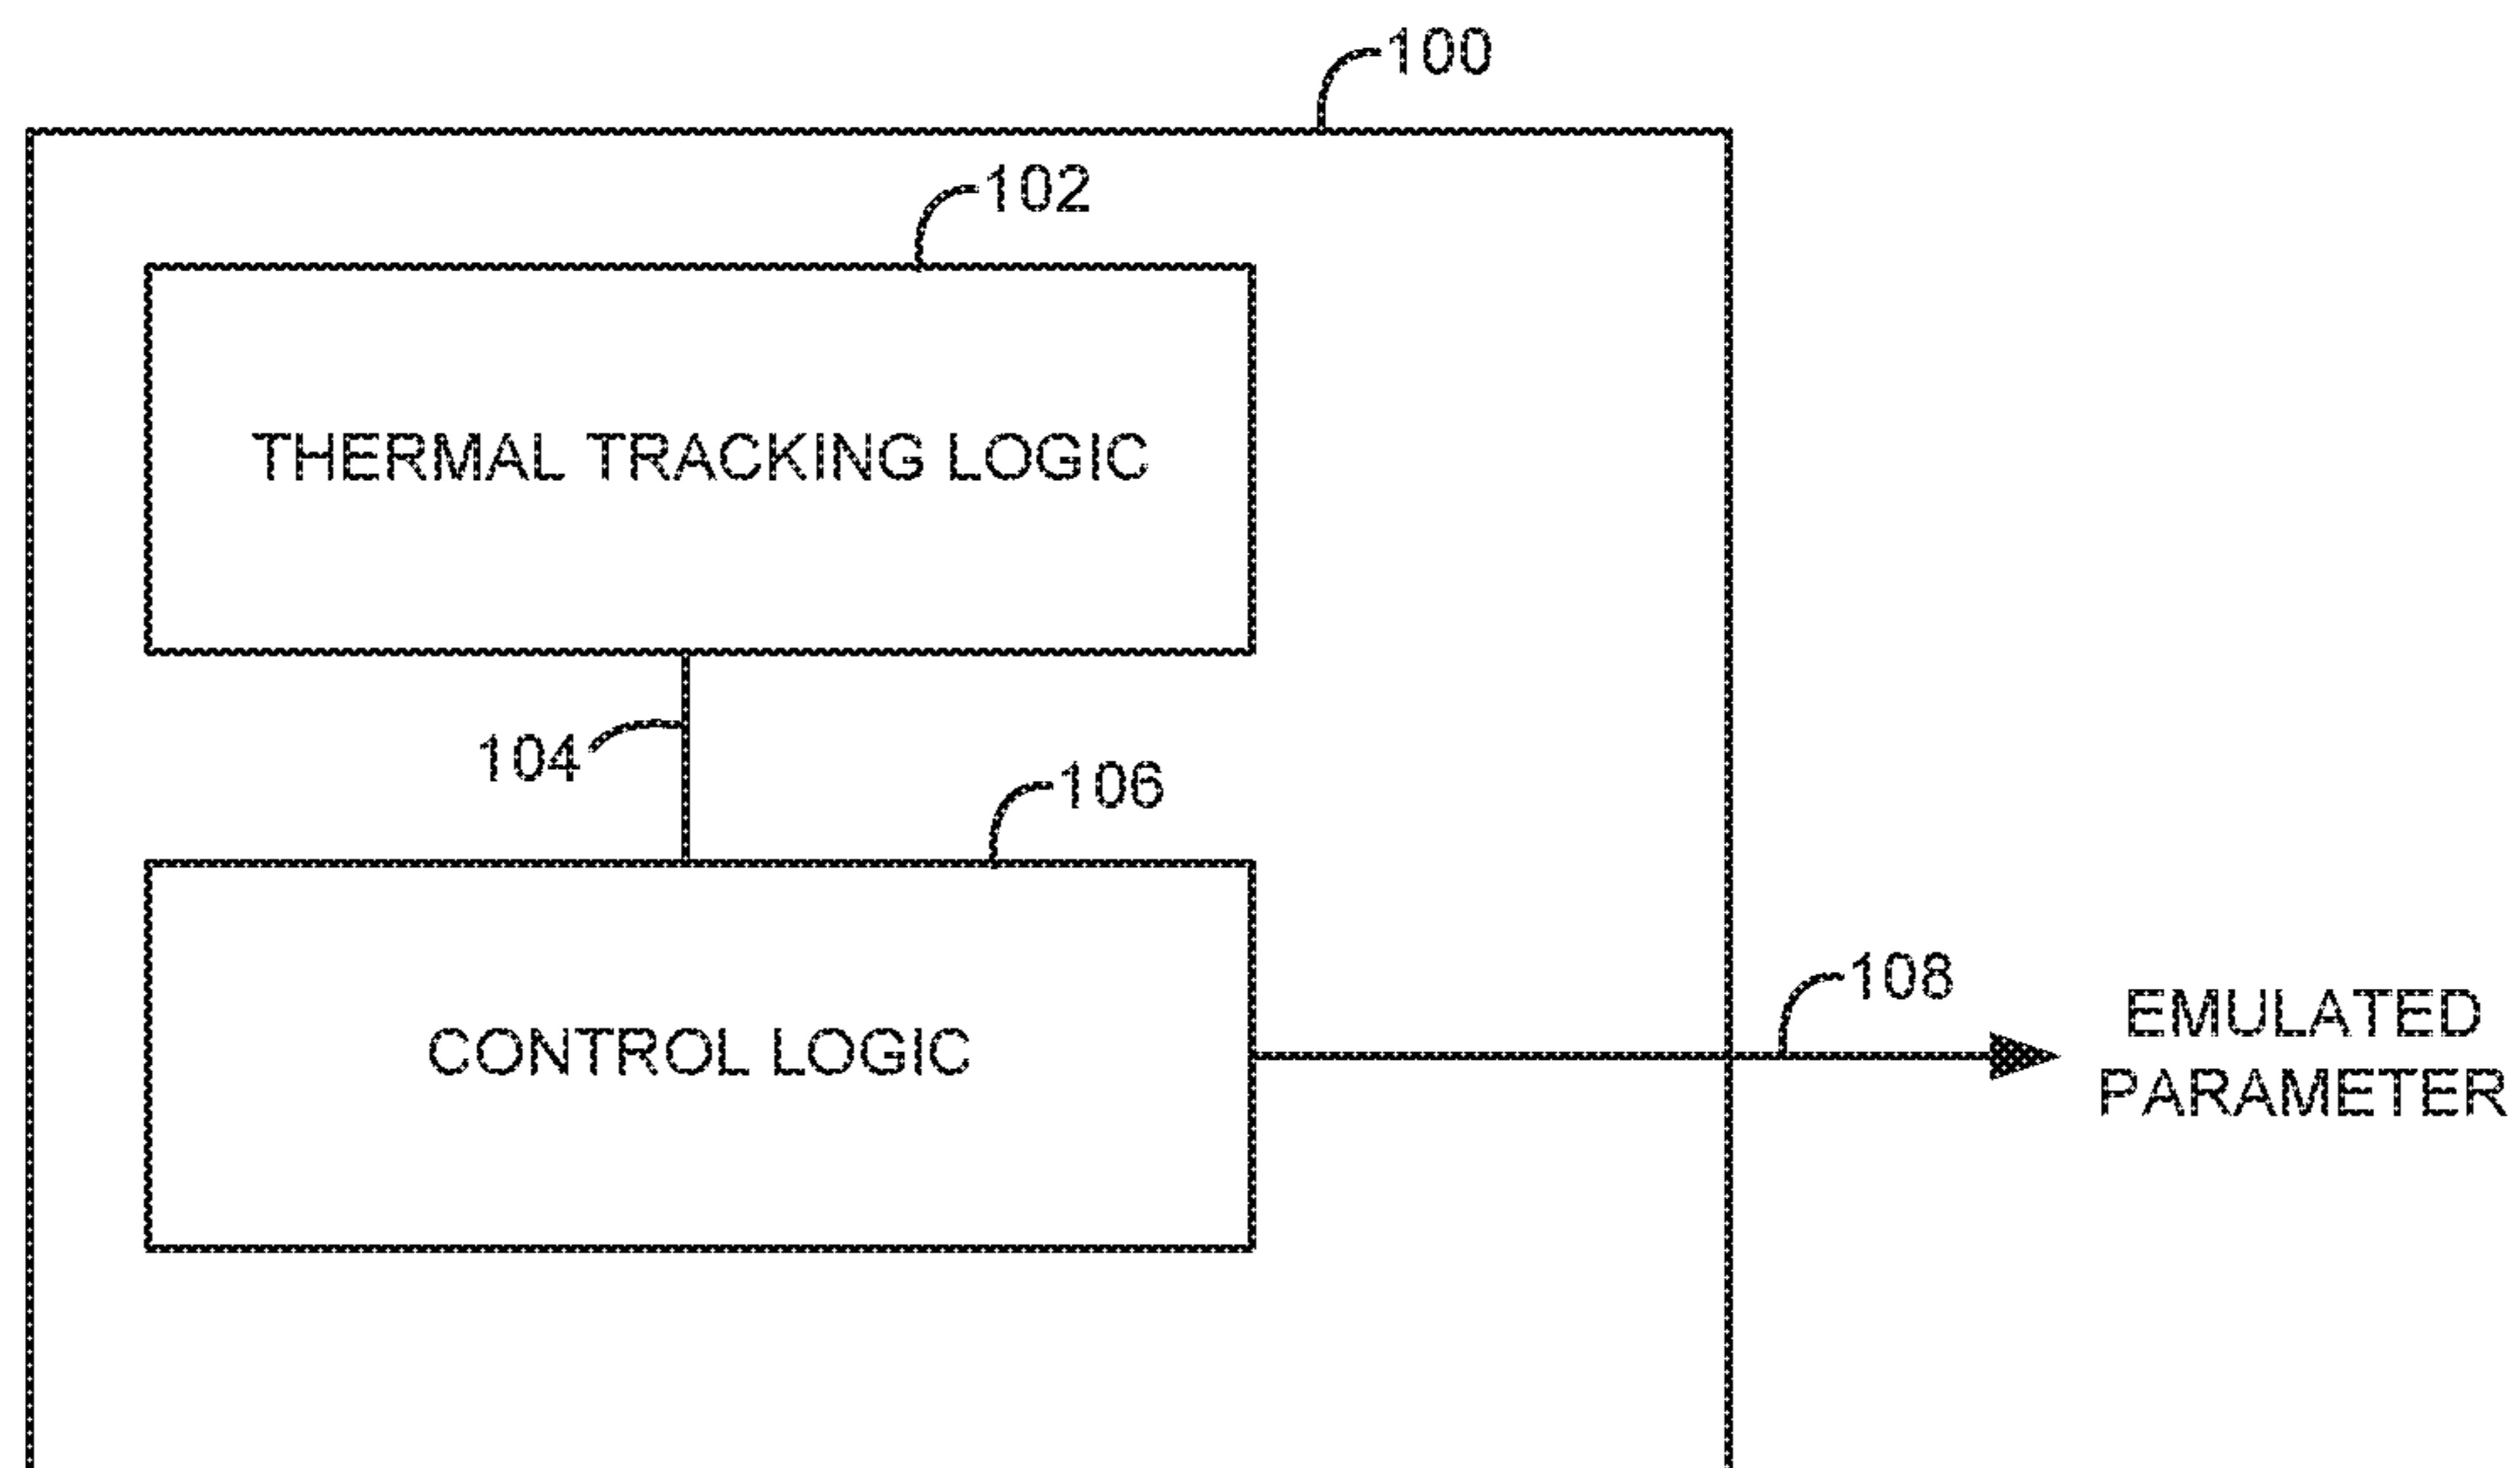 100
102
THERMAL TRACKING LOGIC
104
106
CONTROL LOGIC
108
EMULATED
PARAMETER